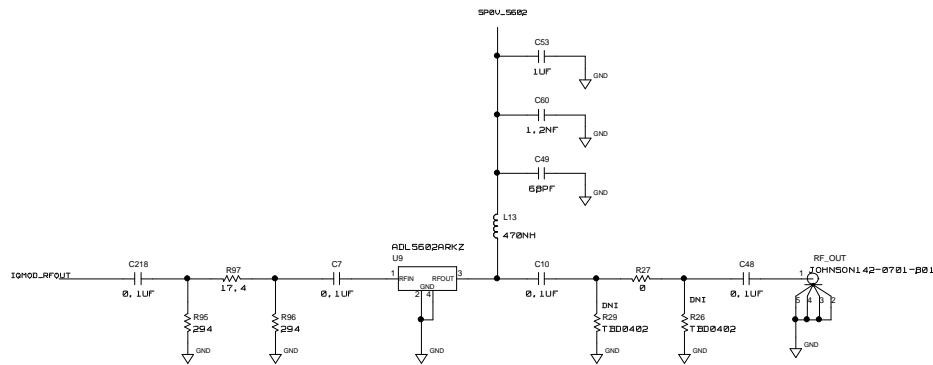 5P0V_5602
C53
1UF
GND
C60
1.2NF
GND
C49
68PF
GND
L13
470NH
ADL5602ARKZ
U9
1
RFIN
RFOUT
3
GND
2
4
IQMOD_RFOUT
C218
0.1UF
R97
17.4
C7
0.1UF
C10
0.1UF
R27
0
C48
0.1UF
RF_OUT
1
JOHNSON142-0701-801
5
4
3
2
R95
294
GND
R96
294
GND
GND
DNI
R29
TBD0402
GND
DNI
R26
TBD0402
GND
GND